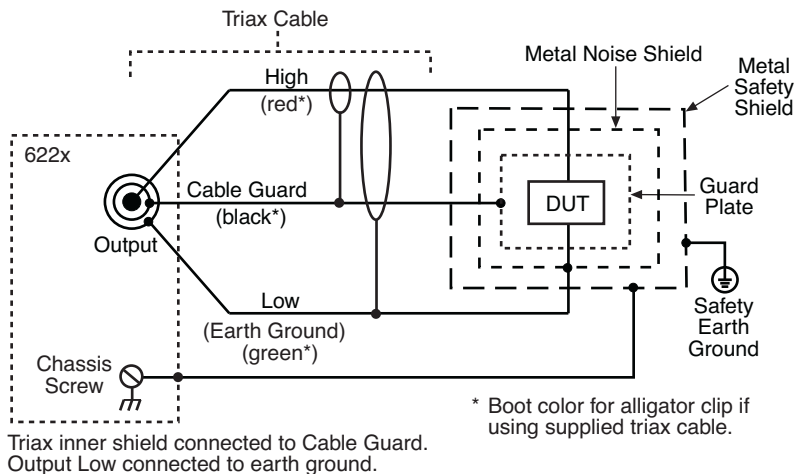 Triax Cable
High
(red*)
Metal Noise Shield
Metal
Safety
Shield
622x
Cable Guard
(black*)
Output
DUT
Guard
Plate
Low
(Earth Ground)
(green*)
Safety
Earth
Ground
Chassis
Screw
* Boot color for alligator clip if
using supplied triax cable.
Triax inner shield connected to Cable Guard.
Output Low connected to earth ground.